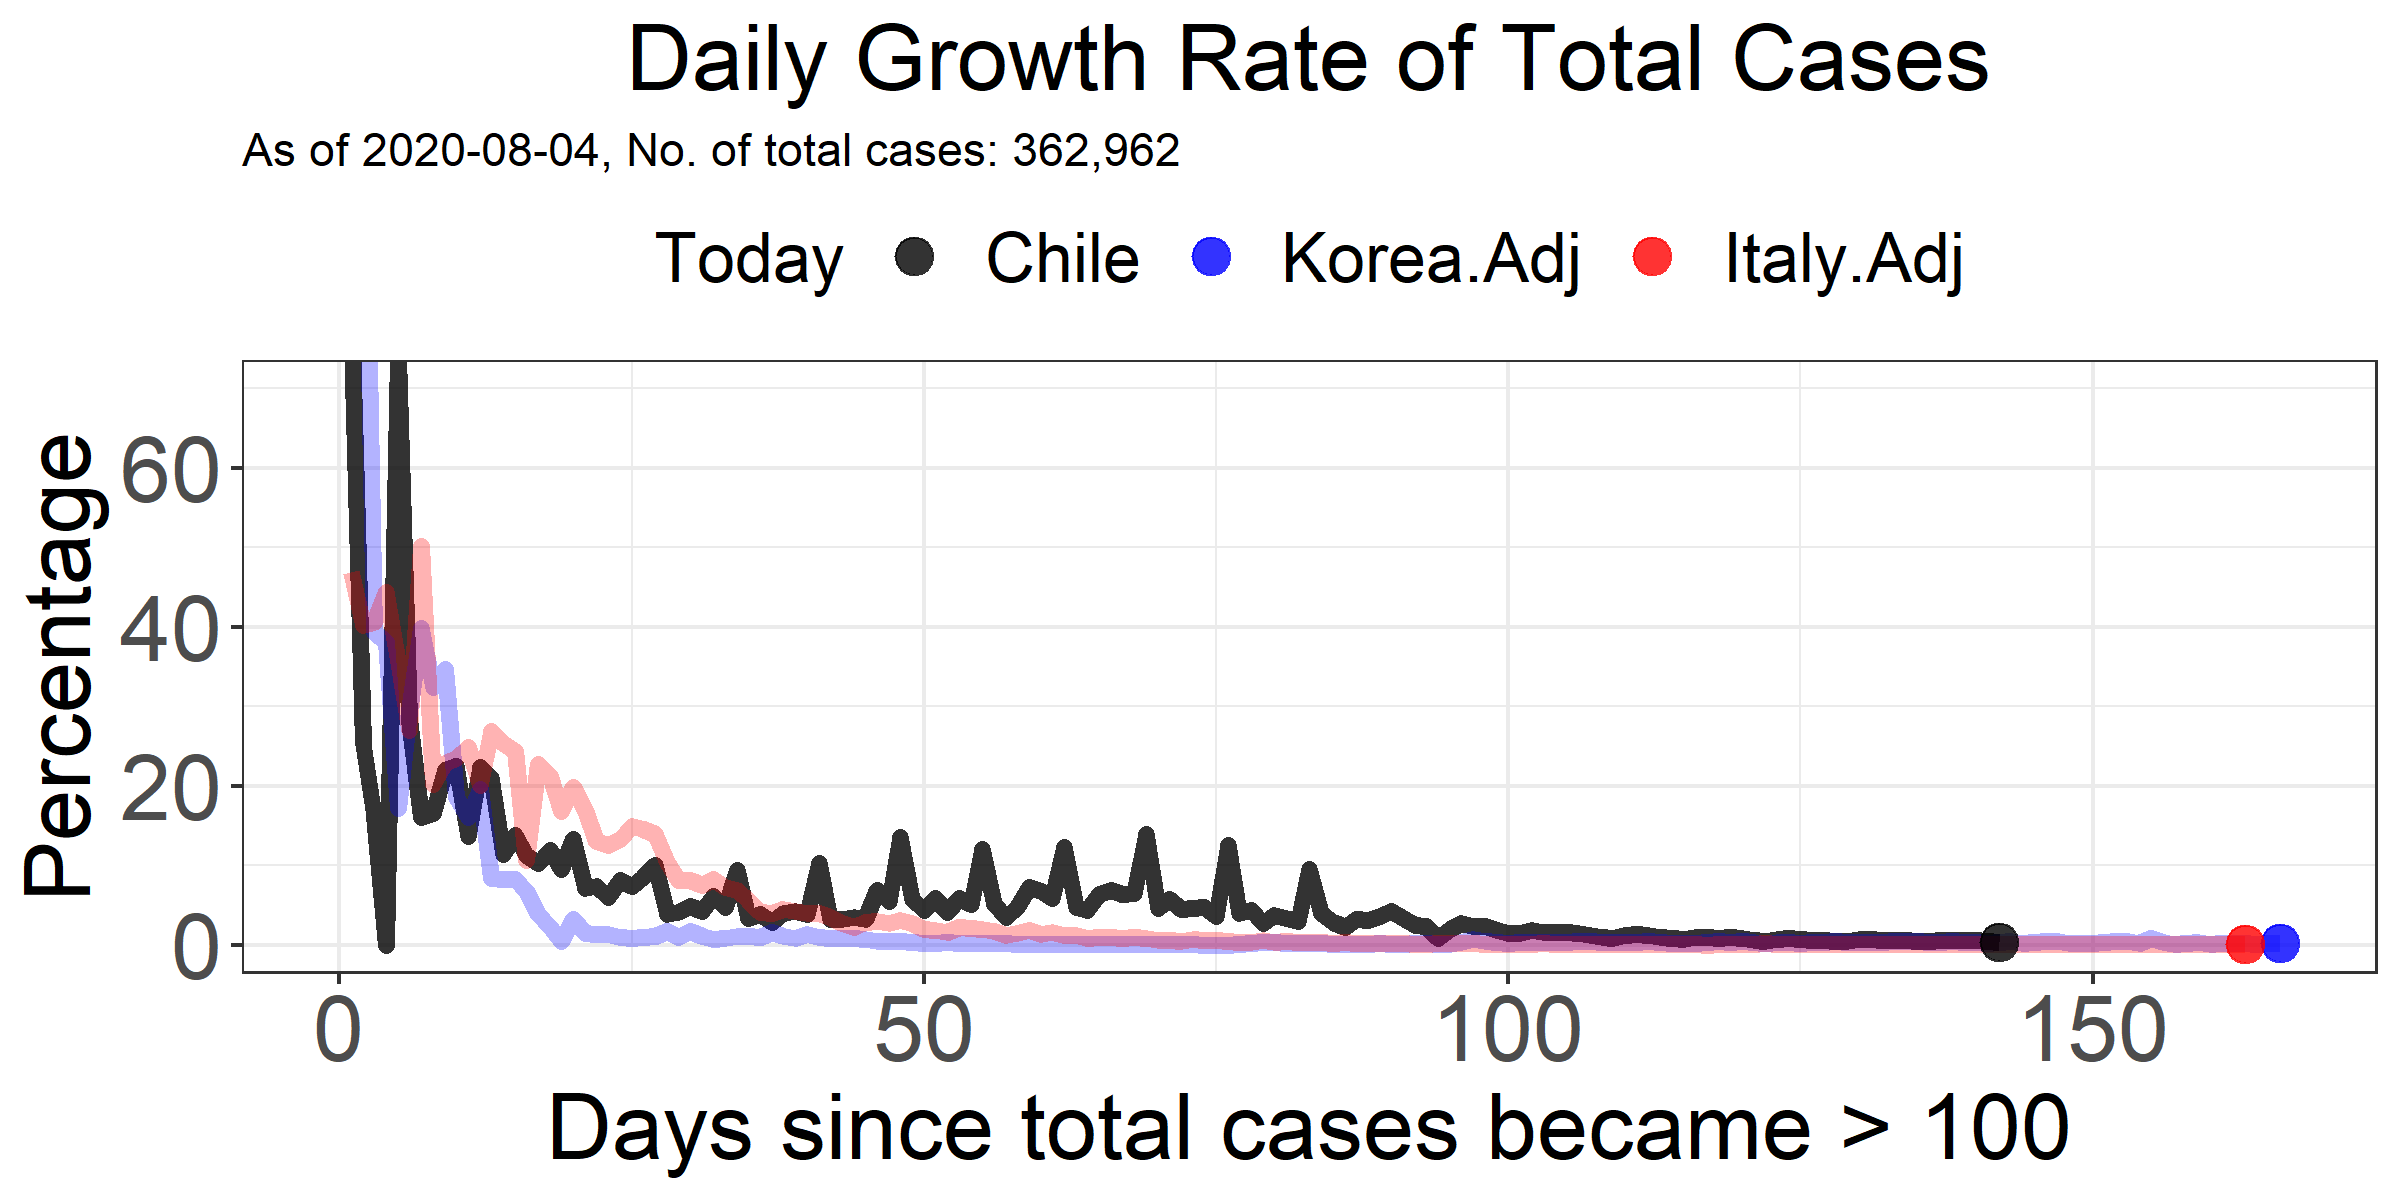 Daily Growth Rate of Total Cases
As of 2020-08-04, No. of total cases: 362,962
Today Chile Korea.Adj Italy.Adj
Percentage
60
40
20
0
0 50 100 150
Days since total cases became > 100